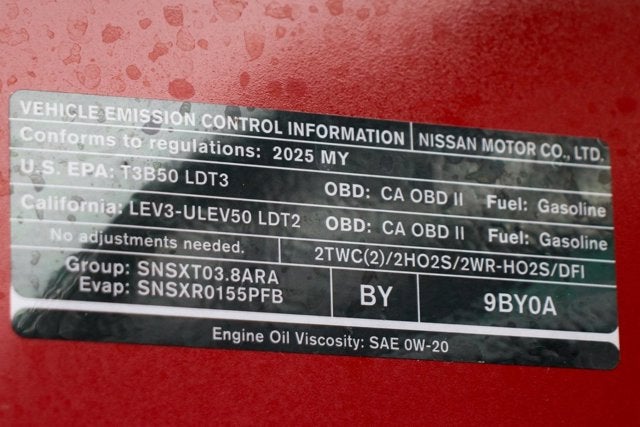 VEHICLE EMISSION CONTROL INFORMATION NISSAN MOTOR CO., LTD.
Conforms to regulations: 2025 MY
U.S. EPA: T3B50 LDT3 OBD: CA OBD II Fuel: Gasoline
California: LEV3-ULEV50 LDT2 OBD: CA OBD II Fuel: Gasoline
No adjustments needed. 2TWC(2)/2HO2S/2WR-HO2S/DFI
Group: SNSXT03.8ARA
Evap: SNSXR0155PFB
BY
9BY0A
Engine Oil Viscosity: SAE 0W-20